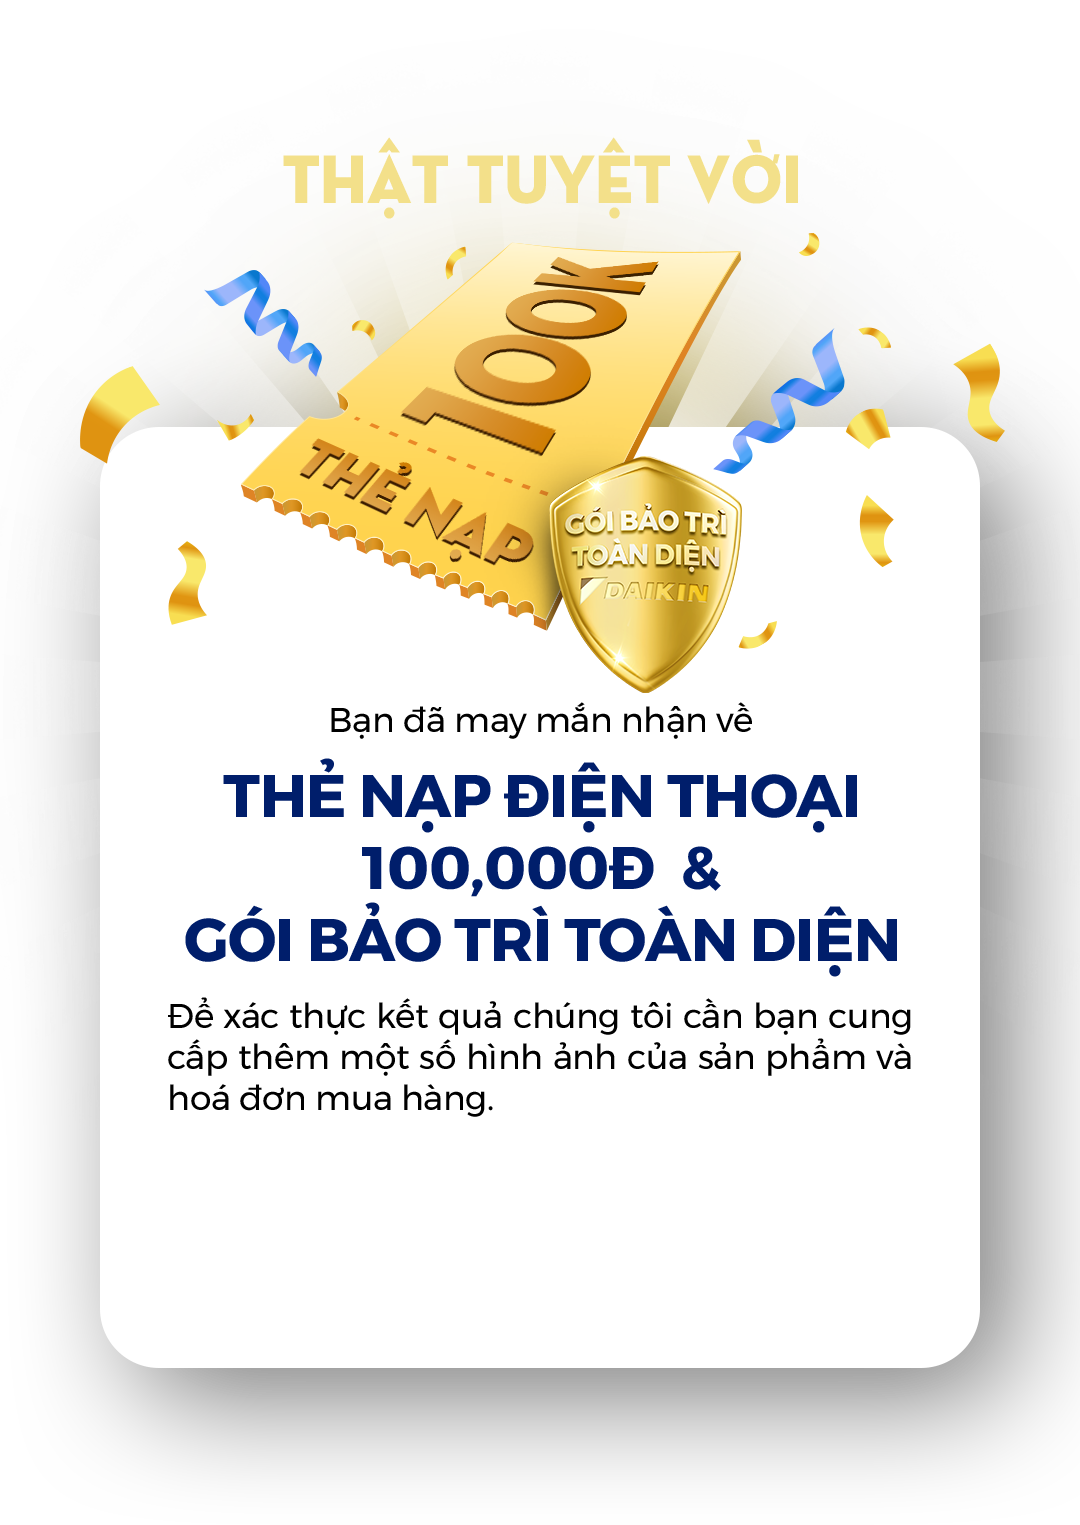 THẬT TUYỆT VỜI
100K
THẺ NẠP
GÓI BẢO TRÌ
TOÀN DIỆN
DAIKIN
Bạn đã may mắn nhận về
THẺ NẠP ĐIỆN THOẠI
100,000Đ &
GÓI BẢO TRÌ TOÀN DIỆN
Để xác thực kết quả chúng tôi cần bạn cung
cấp thêm một số hình ảnh của sản phẩm và
hoá đơn mua hàng.